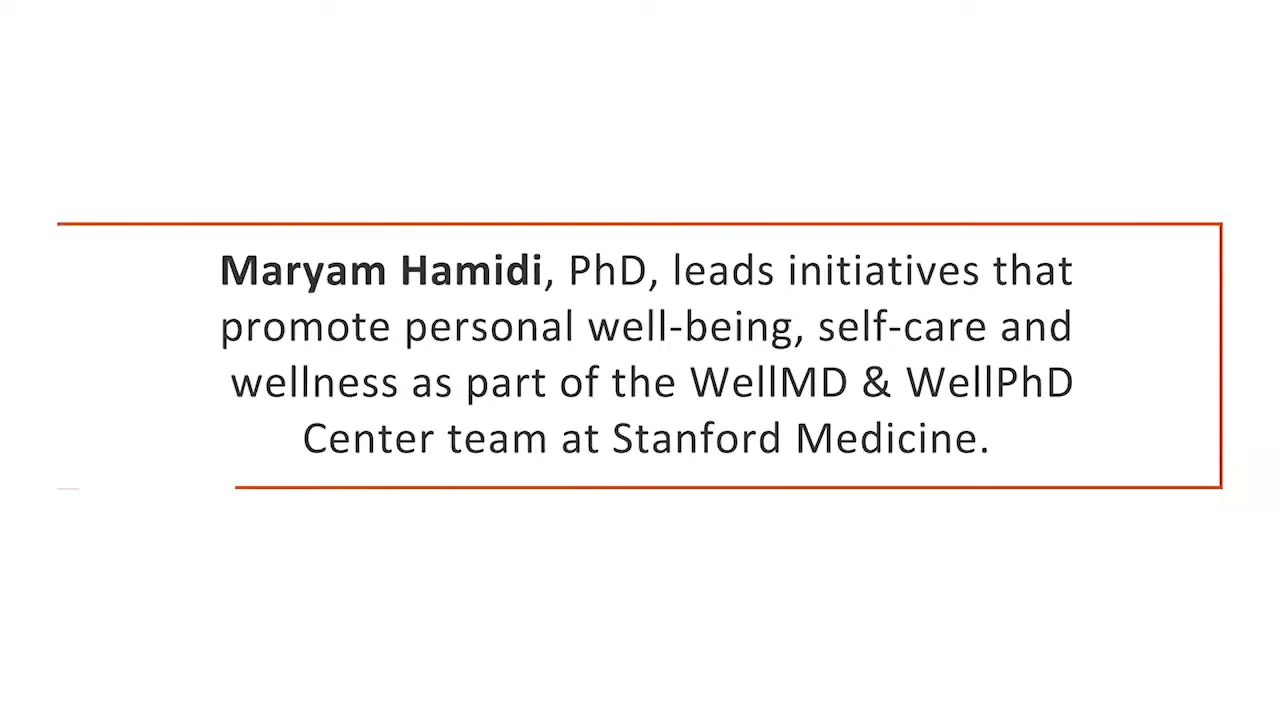 Maryam Hamidi, PhD, leads initiatives that
promote personal well-being, self-care and
wellness as part of the WellMD & WellPhD
Center team at Stanford Medicine.